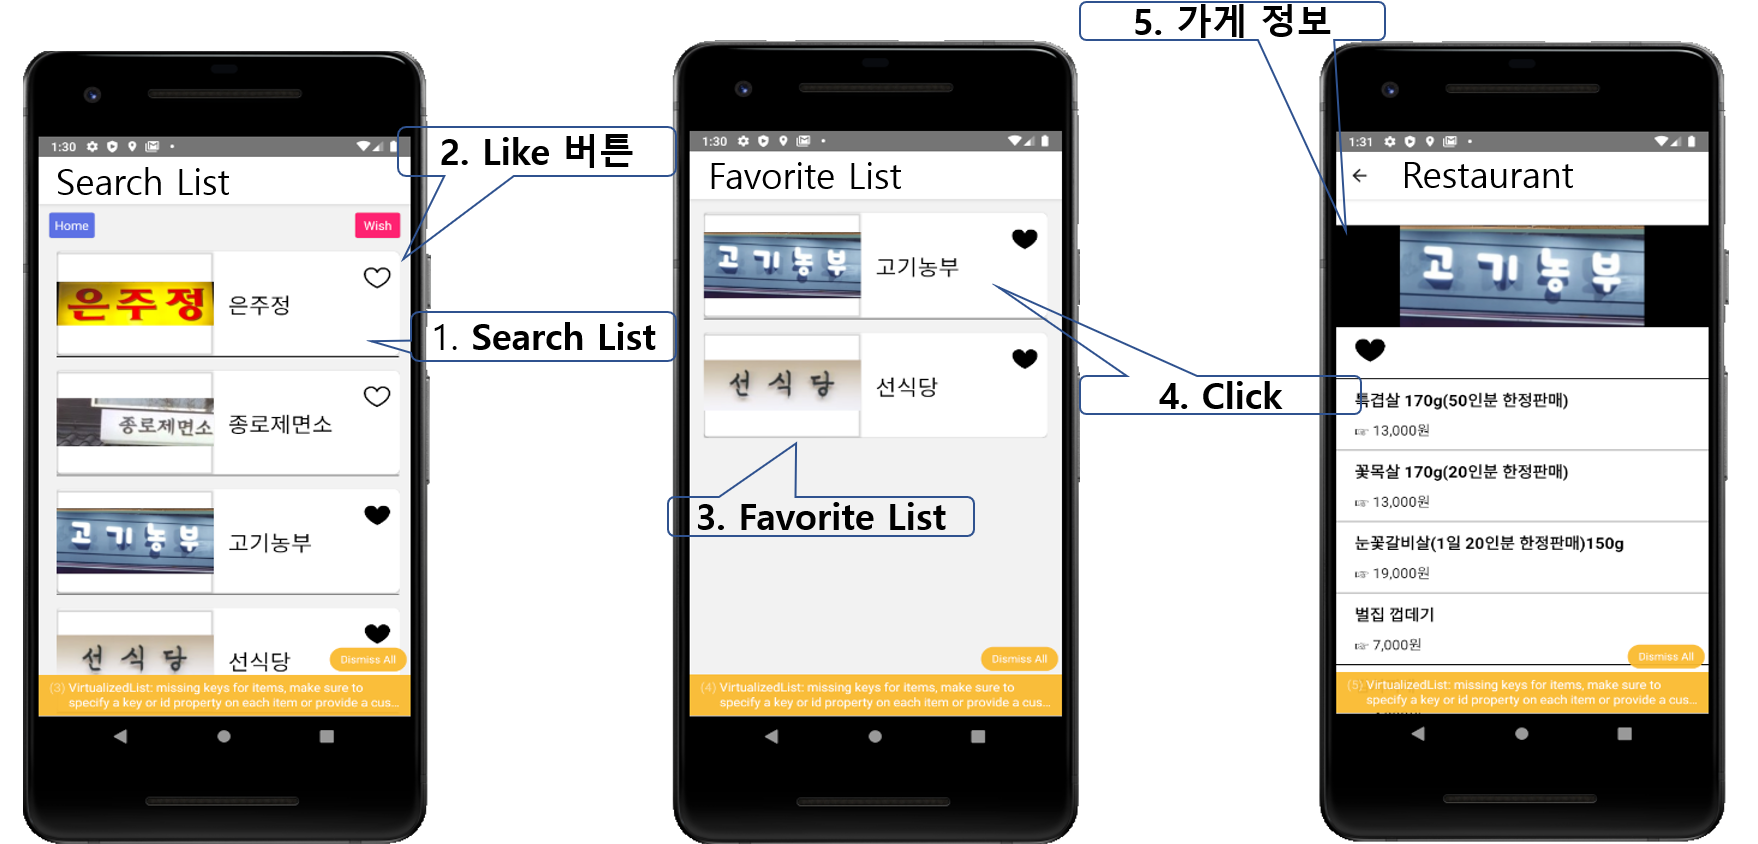 5. 가게 정보
2. Like 버튼
1. Search List
3. Favorite List
4. Click
1:30
Search List
Home
Wish
은주정
은주정
종로제면소
종로제면소
고기농부
고기농부
선식당
선식당
Dismiss All
(3) VirtualizedList: missing keys for items, make sure to
specify a key or id property on each item or provide a cus...
1:30
Favorite List
고기농부
고기농부
선식당
선식당
Dismiss All
(4) VirtualizedList: missing keys for items, make sure to
specify a key or id property on each item or provide a cus...
1:31
Restaurant
고기농부
특겹살 170g(50인분 한정판매)
☞ 13,000원
꽃목살 170g(20인분 한정판매)
☞ 13,000원
눈꽃갈비살(1일 20인분 한정판매)150g
☞ 19,000원
벌집 껍데기
☞ 7,000원
Dismiss All
(5) VirtualizedList: missing keys for items, make sure to
specify a key or id property on each item or provide a cus...